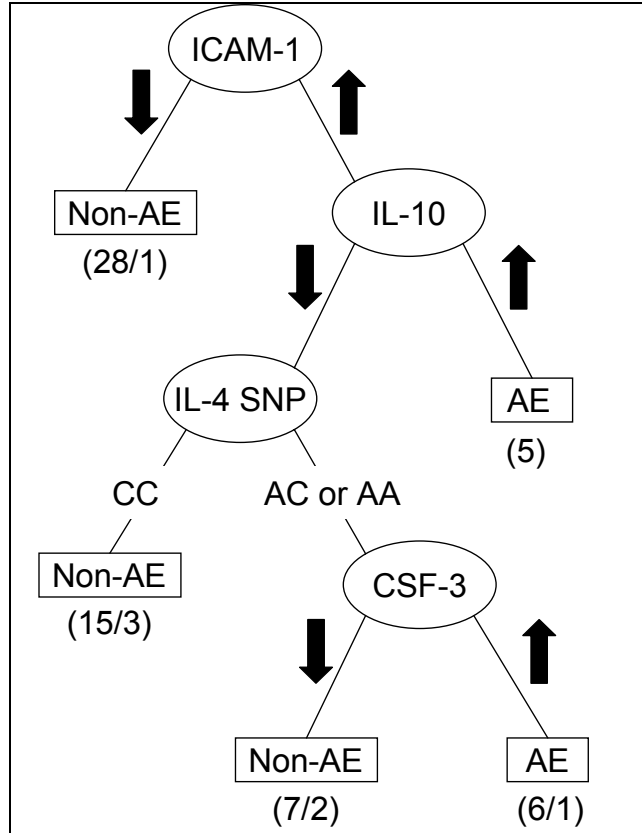 ICAM-1
Non-AE
(28/1)
IL-10
IL-4 SNP
AE
(5)
CC
AC or AA
Non-AE
(15/3)
CSF-3
Non-AE
(7/2)
AE
(6/1)